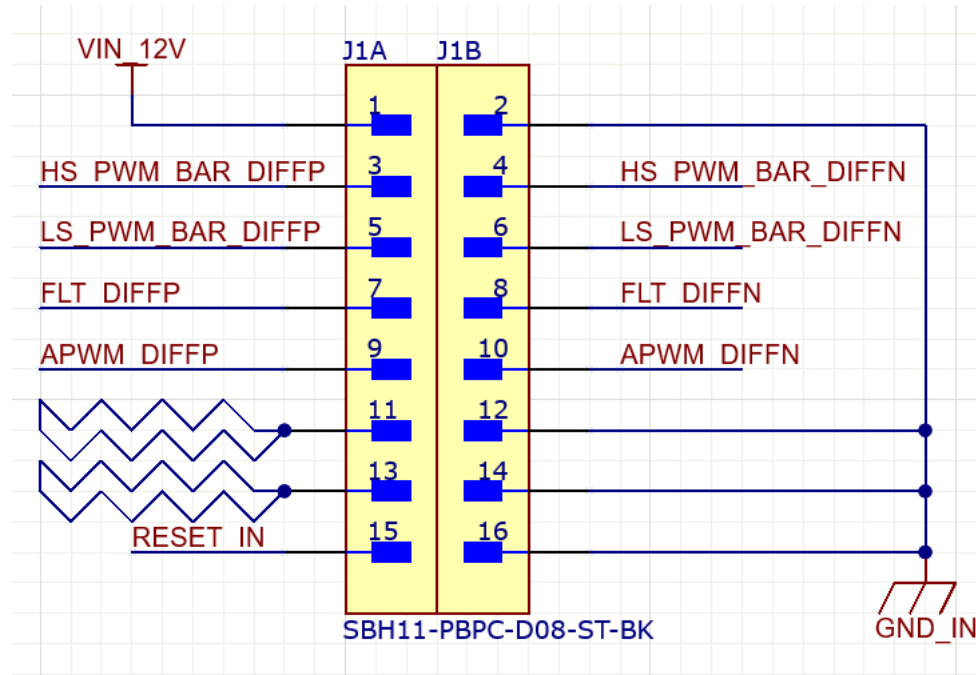 VIN_12V
J1A J1B
1 2
HS_PWM_BAR_DIFFP 3 4 HS_PWM_BAR_DIFFN
LS_PWM_BAR_DIFFP 5 6 LS_PWM_BAR_DIFFN
FLT_DIFFP 7 8 FLT_DIFFN
APWM_DIFFP 9 10 APWM_DIFFN
11 12
13 14
RESET_IN 15 16
SBH11-PBPC-D08-ST-BK
GND_IN